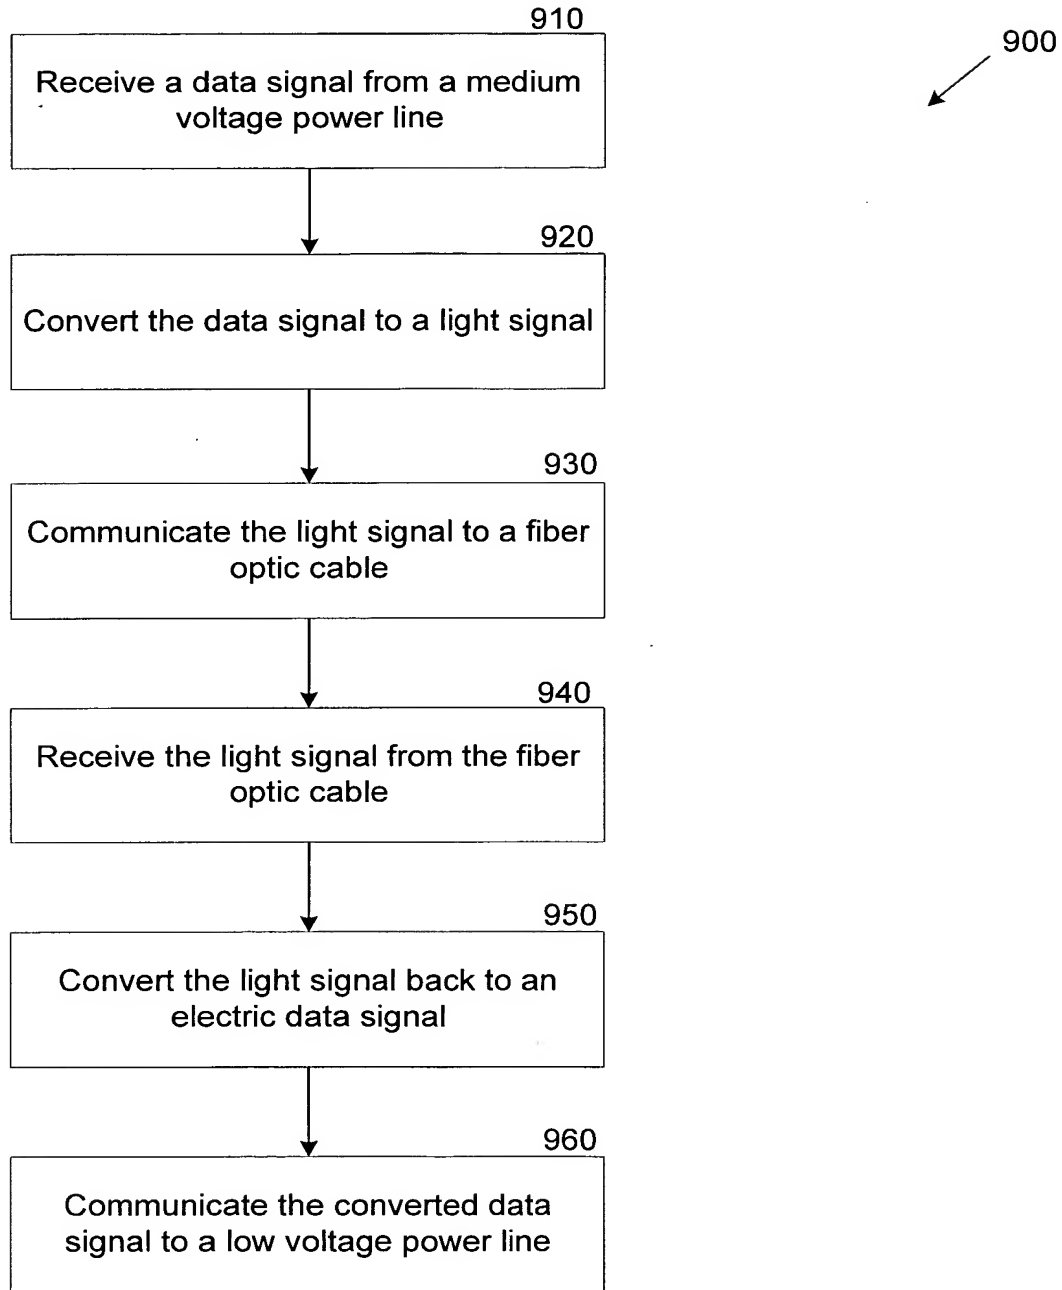 910
900
Receive a data signal from a medium
voltage power line
920
Convert the data signal to a light signal
930
Communicate the light signal to a fiber
optic cable
940
Receive the light signal from the fiber
optic cable
950
Convert the light signal back to an
electric data signal
960
Communicate the converted data
signal to a low voltage power line